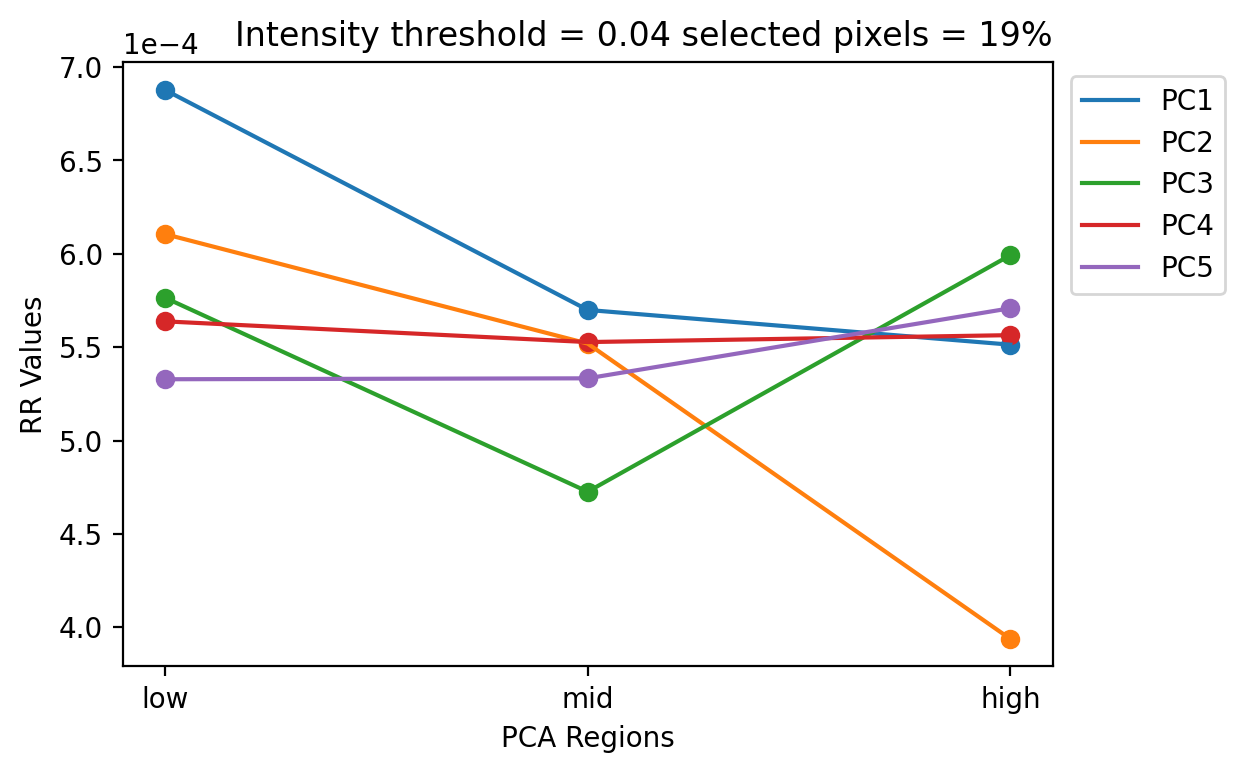 1e−4
Intensity threshold = 0.04 selected pixels = 19%
7.0
6.5
6.0
5.5
5.0
4.5
4.0
RR Values
low
mid
high
PCA Regions
PC1
PC2
PC3
PC4
PC5